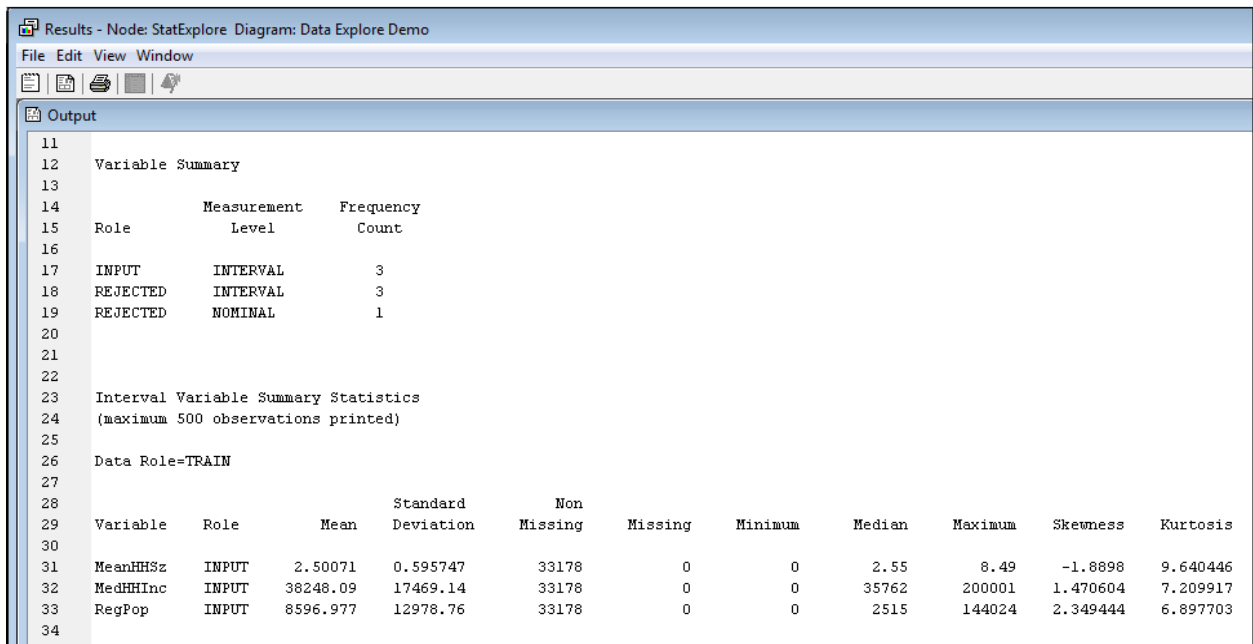 Results - Node: StatExplore Diagram: Data Explore Demo
File Edit View Window
Output
11
12 Variable Summary
13
14 Measurement Frequency
15 Role Level Count
16
17 INPUT INTERVAL 3
18 REJECTED INTERVAL 3
19 REJECTED NOMINAL 1
20
21
22
23 Interval Variable Summary Statistics
24 (maximum 500 observations printed)
25
26 Data Role=TRAIN
27
28 Standard Non
29 Variable Role Mean Deviation Missing Missing Minimum Median Maximum Skewness Kurtosis
30
31 MeanHHSz INPUT 2.50071 0.595747 33178 0 0 2.55 8.49 -1.8898 9.640446
32 MedHHInc INPUT 38248.09 17469.14 33178 0 0 35762 200001 1.470604 7.209917
33 RegPop INPUT 8596.977 12978.76 33178 0 0 2515 144024 2.349444 6.897703
34